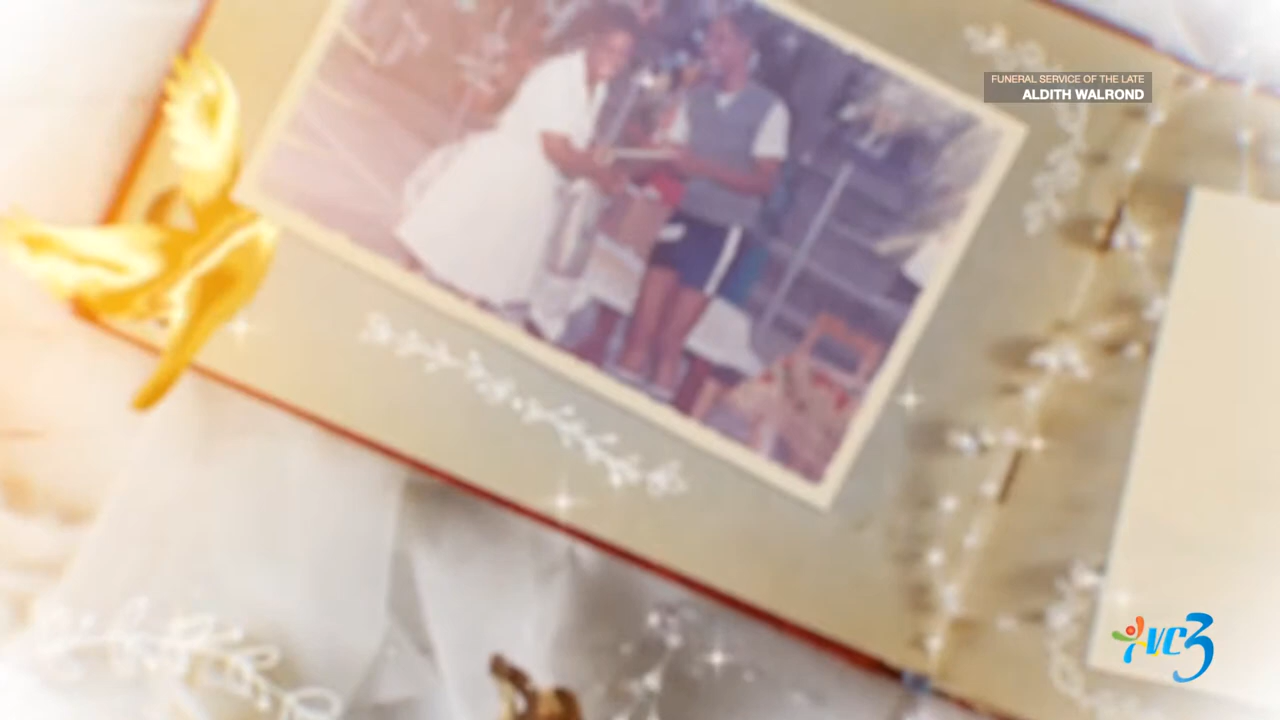 FUNERAL SERVICE OF THE LATE
ALDITH WALROND
VC3